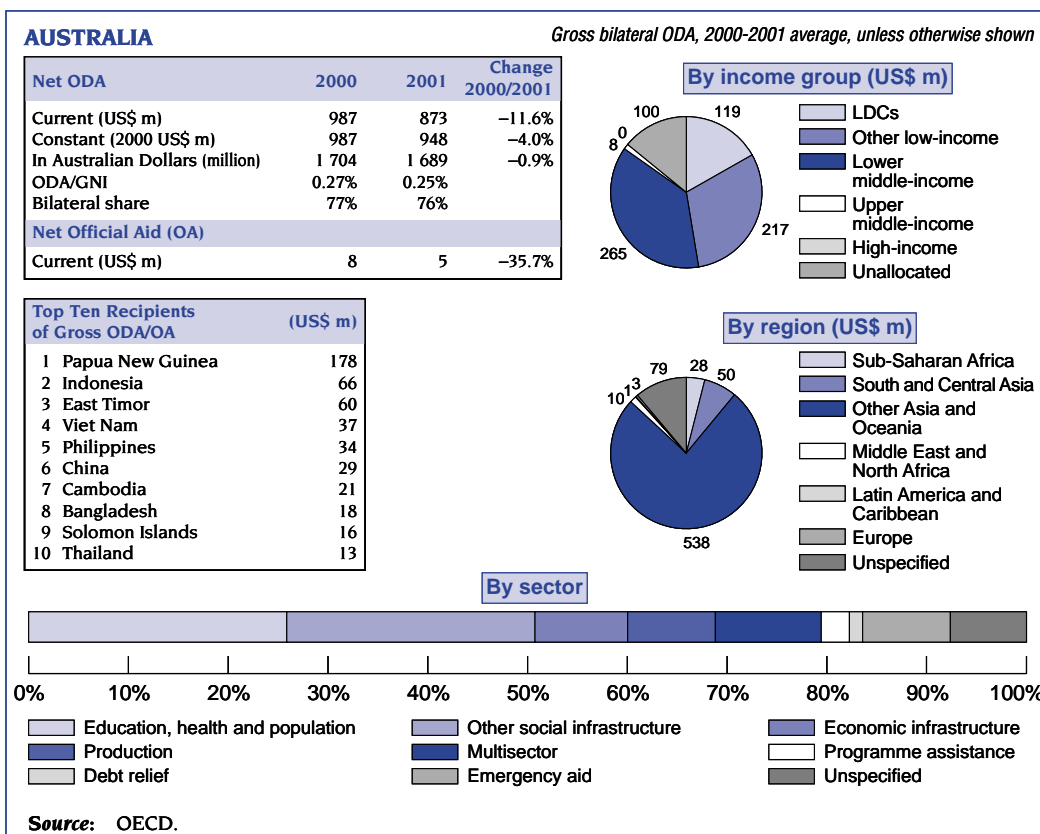 AUSTRALIA
Gross bilateral ODA, 2000-2001 average, unless otherwise shown
Net ODA 2000 2001 Change 2000/2001
Current (US$ m) 987 873 –11.6%
Constant (2000 US$ m) 987 948 –4.0%
In Australian Dollars (million) 1 704 1 689 –0.9%
ODA/GNI 0.27% 0.25%
Bilateral share 77% 76%
Net Official Aid (OA)
Current (US$ m) 8 5 –35.7%
By income group (US$ m)
100 119
0
8
217
265
LDCs
Other low-income
Lower
middle-income
Upper
middle-income
High-income
Unallocated
Top Ten Recipients
of Gross ODA/OA (US$ m)
1 Papua New Guinea 178
2 Indonesia 66
3 East Timor 60
4 Viet Nam 37
5 Philippines 34
6 China 29
7 Cambodia 21
8 Bangladesh 18
9 Solomon Islands 16
10 Thailand 13
By region (US$ m)
79 28 50
10 1 3
538
Sub-Saharan Africa
South and Central Asia
Other Asia and
Oceania
Middle East and
North Africa
Latin America and
Caribbean
Europe
Unspecified
By sector
0% 10% 20% 30% 40% 50% 60% 70% 80% 90% 100%
Education, health and population Other social infrastructure Economic infrastructure
Production Multisector Programme assistance
Debt relief Emergency aid Unspecified
Source: OECD.